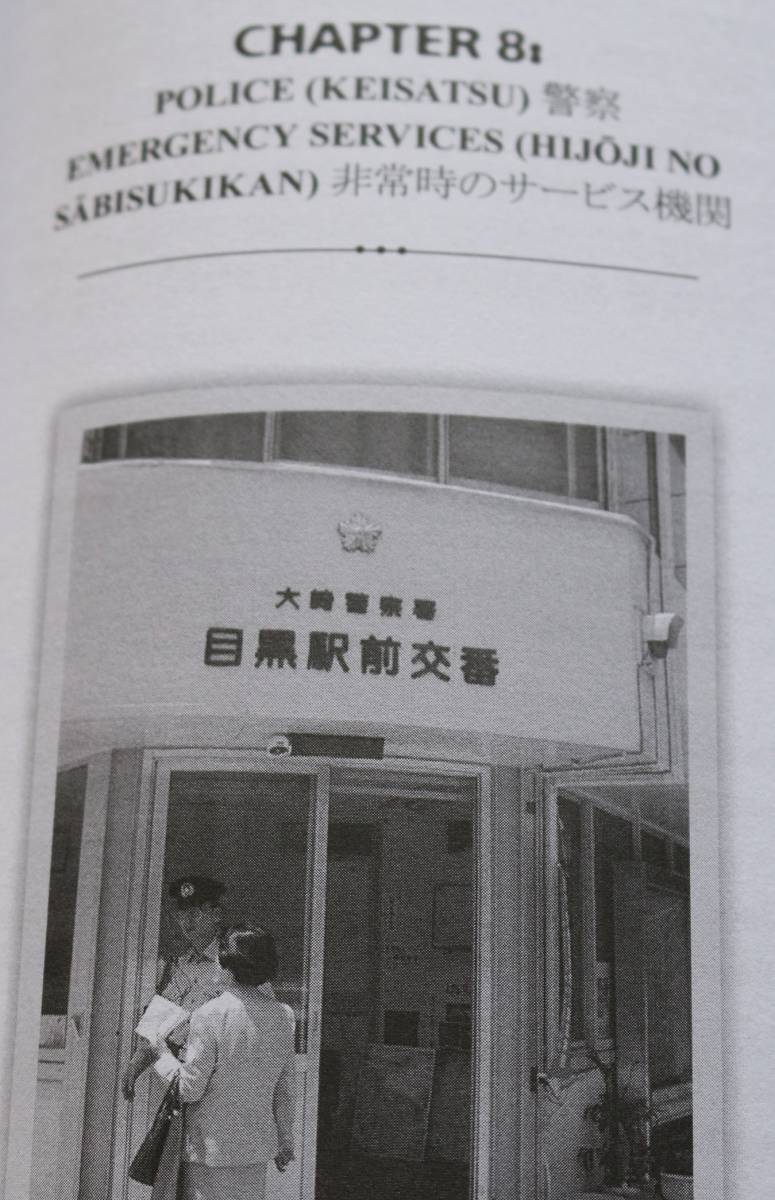 CHAPTER 8:
POLICE (KEISATSU) 警察
EMERGENCY SERVICES (HIJŌJI NO
SĀBISUKIKAN) 非常時のサービス機関
大崎警察署
目黒駅前交番